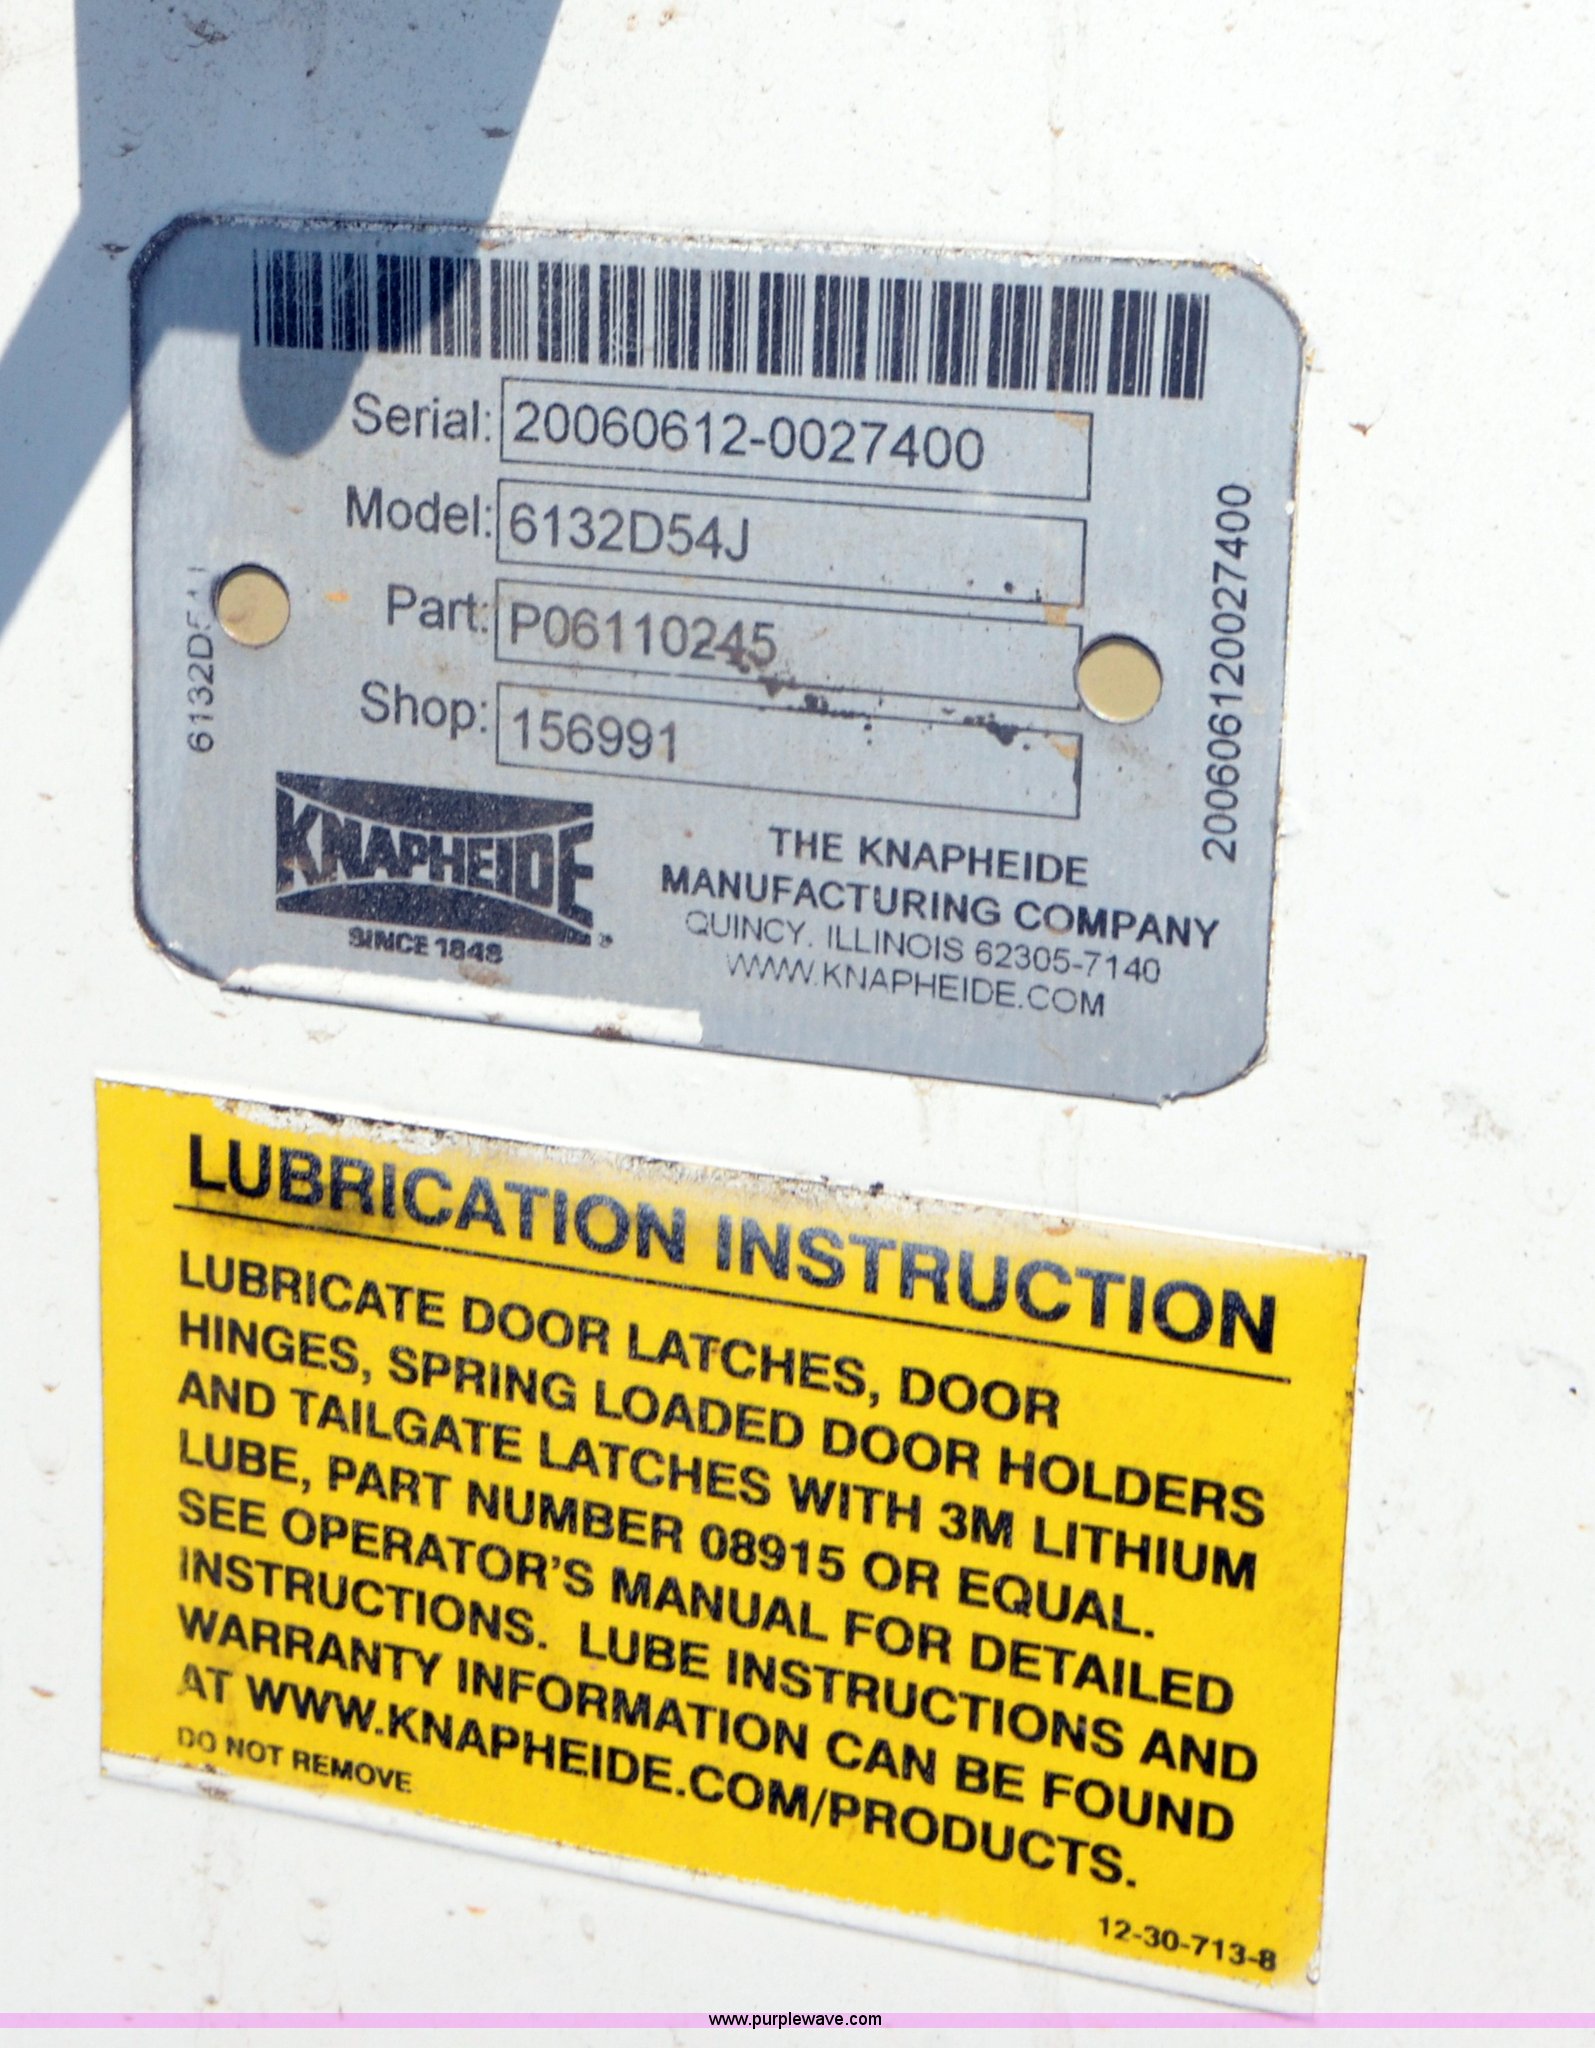 Serial: 20060612-0027400
Model: 6132D54J
Part: P06110245
Shop: 156991
6132D54J
200606120027400
KNAPHEIDE
SINCE 1848
THE KNAPHEIDE
MANUFACTURING COMPANY
QUINCY, ILLINOIS 62305-7140
WWW.KNAPHEIDE.COM
LUBRICATION INSTRUCTION
LUBRICATE DOOR LATCHES, DOOR
HINGES, SPRING LOADED DOOR HOLDERS
AND TAILGATE LATCHES WITH 3M LITHIUM
LUBE, PART NUMBER 08915 OR EQUAL.
SEE OPERATOR'S MANUAL FOR DETAILED
INSTRUCTIONS. LUBE INSTRUCTIONS AND
WARRANTY INFORMATION CAN BE FOUND
AT WWW.KNAPHEIDE.COM/PRODUCTS.
DO NOT REMOVE
12-30-713-8
www.purplewave.com